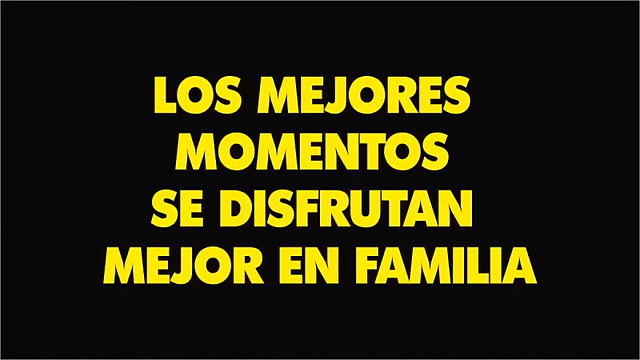 LOS MEJORES
MOMENTOS
SE DISFRUTAN
MEJOR EN FAMILIA